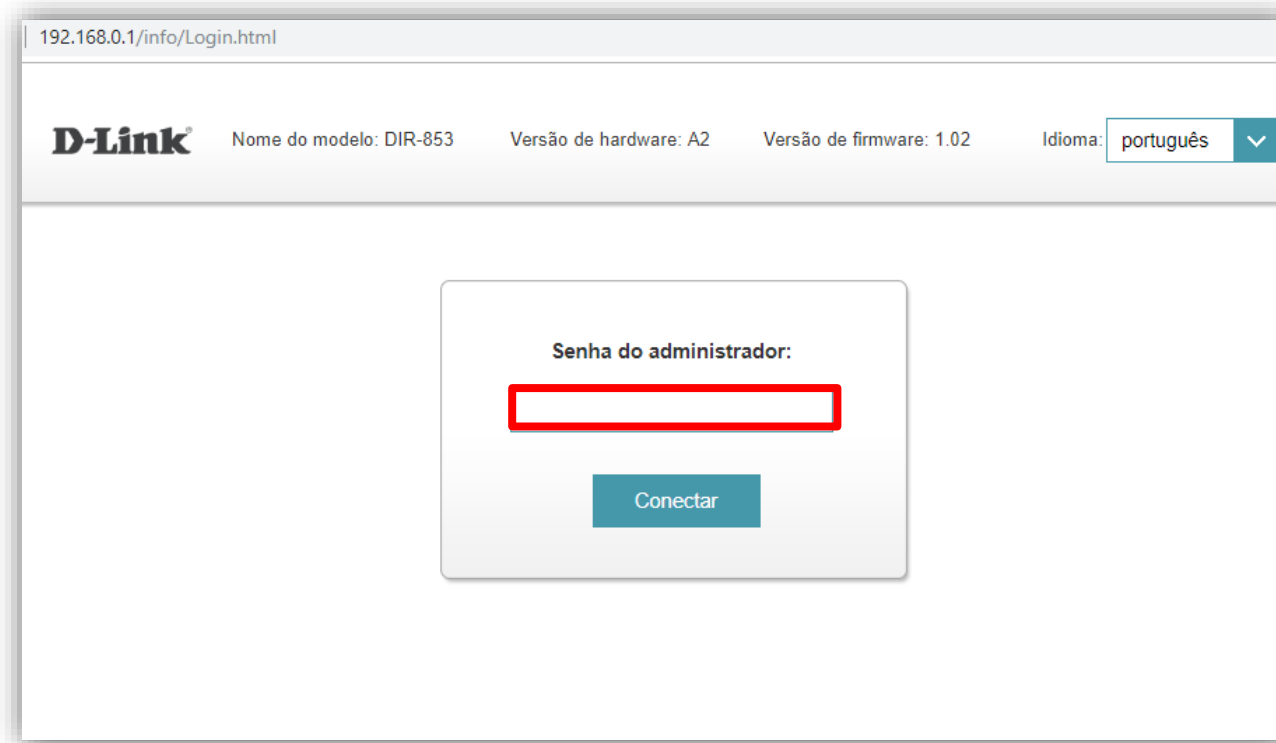 192.168.0.1/info/Login.html
D-Link® Nome do modelo: DIR-853 Versão de hardware: A2 Versão de firmware: 1.02 Idioma: português
Senha do administrador:
Conectar